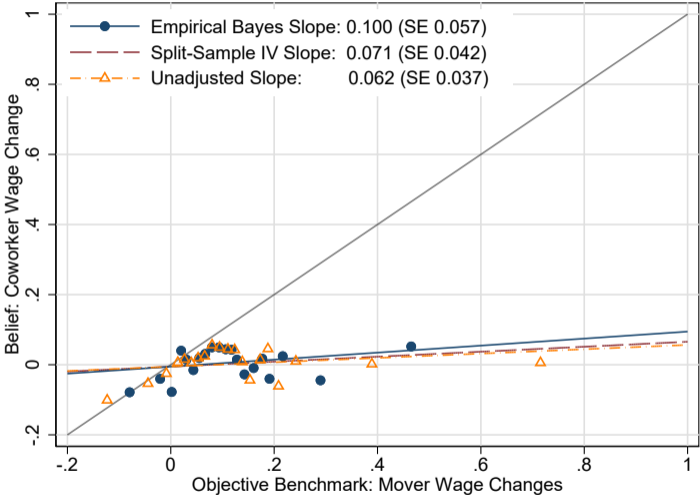 Empirical Bayes Slope: 0.100 (SE 0.057)
Split-Sample IV Slope: 0.071 (SE 0.042)
Unadjusted Slope: 0.062 (SE 0.037)
Belief: Coworker Wage Change
1
.8
.6
.4
.2
0
-.2
-.2 0 .2 .4 .6 .8 1
Objective Benchmark: Mover Wage Changes